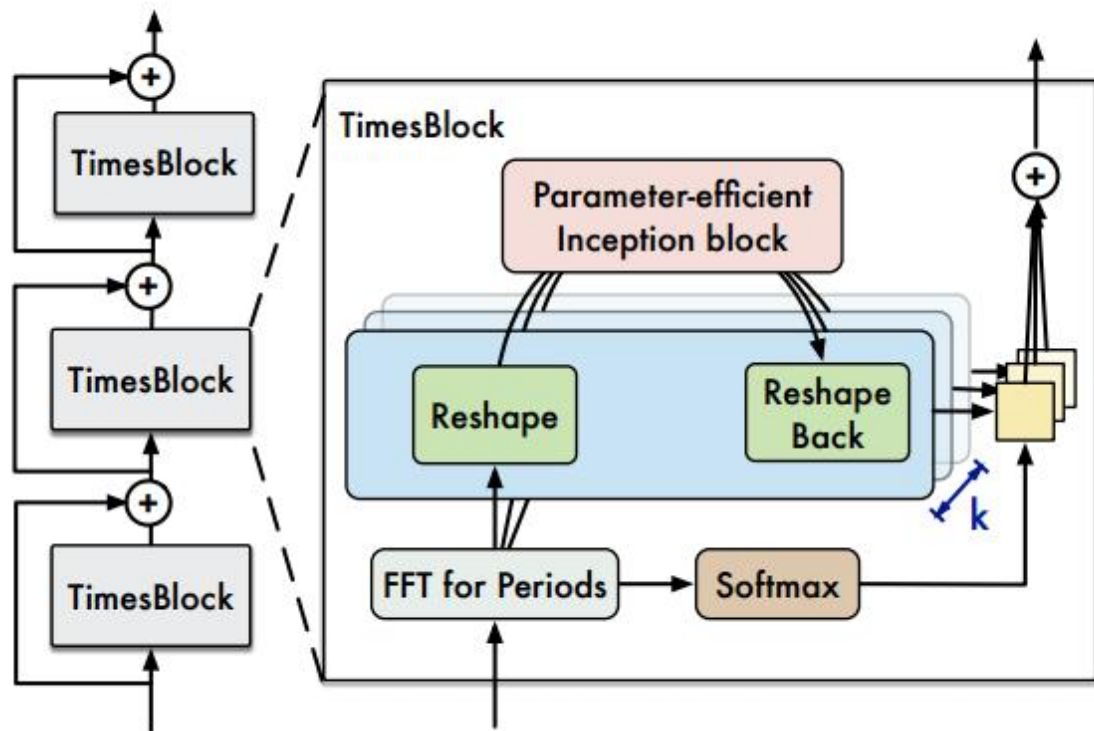 TimesBlock
TimesBlock
TimesBlock
TimesBlock
Parameter-efficient
Inception block
Reshape
Reshape
Back
k
FFT for Periods
Softmax